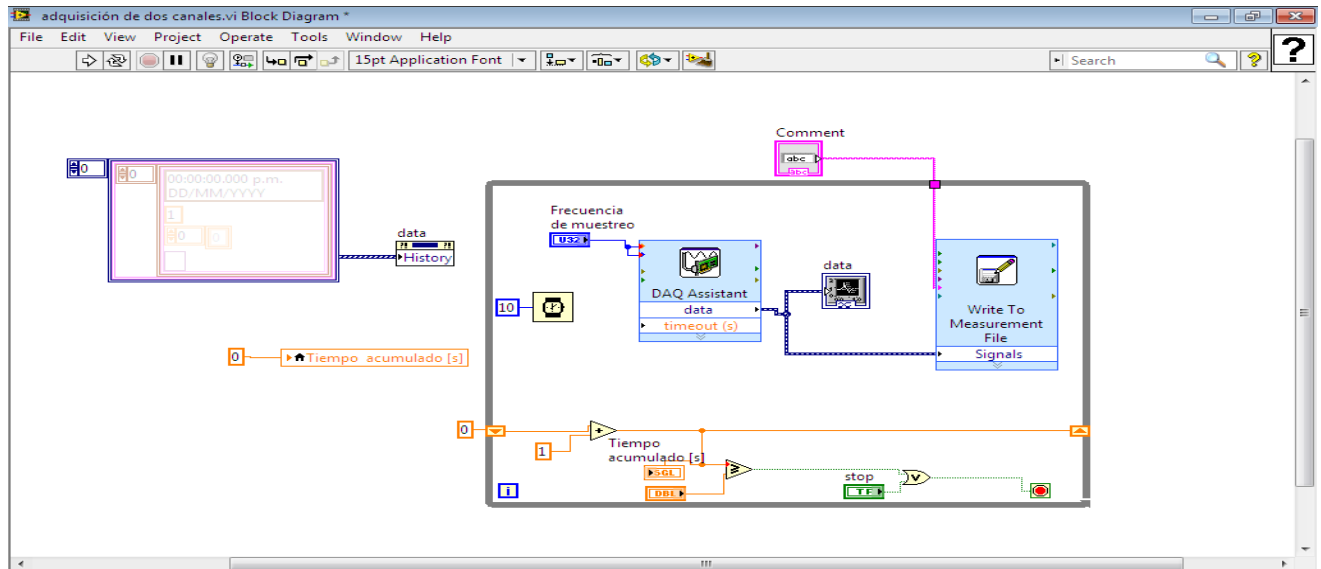 adquisición de dos canales.vi Block Diagram *
File Edit View Project Operate Tools Window Help
15pt Application Font
Search
?
Comment
abc
abc
0
0
00:00:00.000 p.m.
DD/MM/YYYY
1
0
0
data
History
Frecuencia
de muestreo
U32
DAQ Assistant
data
timeout (s)
data
Write To
Measurement
File
Signals
10
0
Tiempo acumulado [s]
0
1
Tiempo
acumulado [s]
SGL
DBL
stop
TF
i